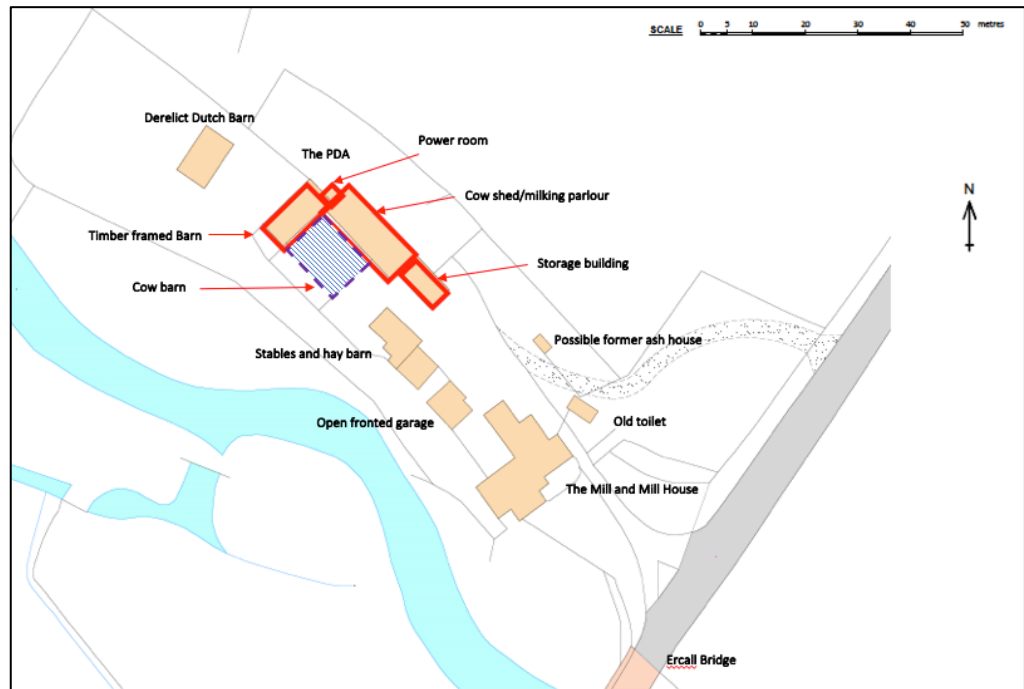 SCALE 0 5 10 20 30 40 50 metres
Derelict Dutch Barn
Power room
The PDA
Cow shed/milking parlour
N
Timber framed Barn
Storage building
Cow barn
Possible former ash house
Stables and hay barn
Open fronted garage
Old toilet
The Mill and Mill House
Ercall Bridge